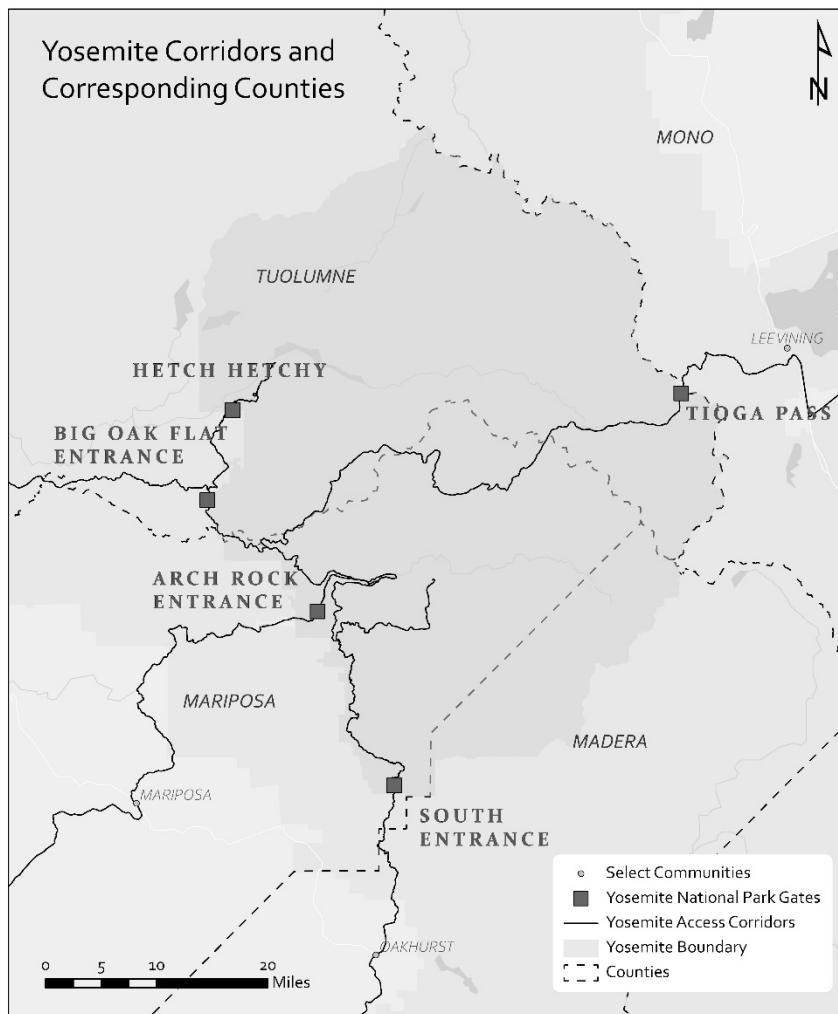 Yosemite Corridors and
Corresponding Counties
N
MONO
TUOLUMNE
LEEVINING
HETCH HETCHY
TIOGA PASS
BIG OAK FLAT
ENTRANCE
ARCH ROCK
ENTRANCE
MARIPOSA
MADERA
MARIPOSA
SOUTH
ENTRANCE
OAKHURST
Select Communities
Yosemite National Park Gates
Yosemite Access Corridors
Yosemite Boundary
Counties
0 5 10 20
Miles